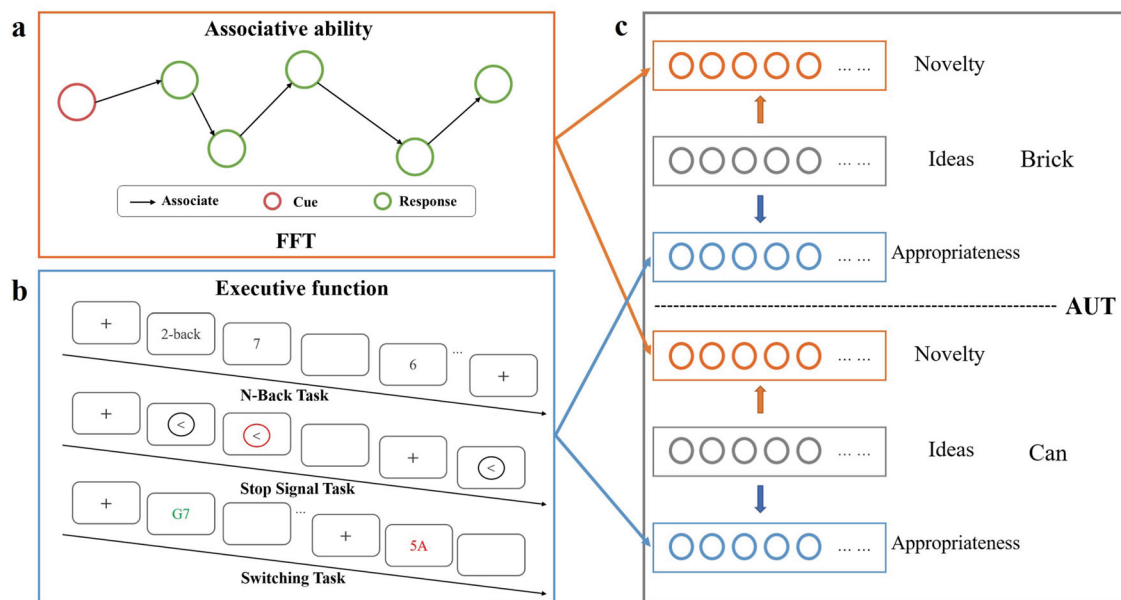 a
Associative ability
Associate
Cue
Response
FFT
b
Executive function
+
2-back
7
6
...
+
N-Back Task
+
<
<
+
<
Stop Signal Task
+
G7
...
+
5A
Switching Task
c
... ...
Novelty
... ...
Ideas
Brick
... ...
Appropriateness
AUT
... ...
Novelty
... ...
Ideas
Can
... ...
Appropriateness